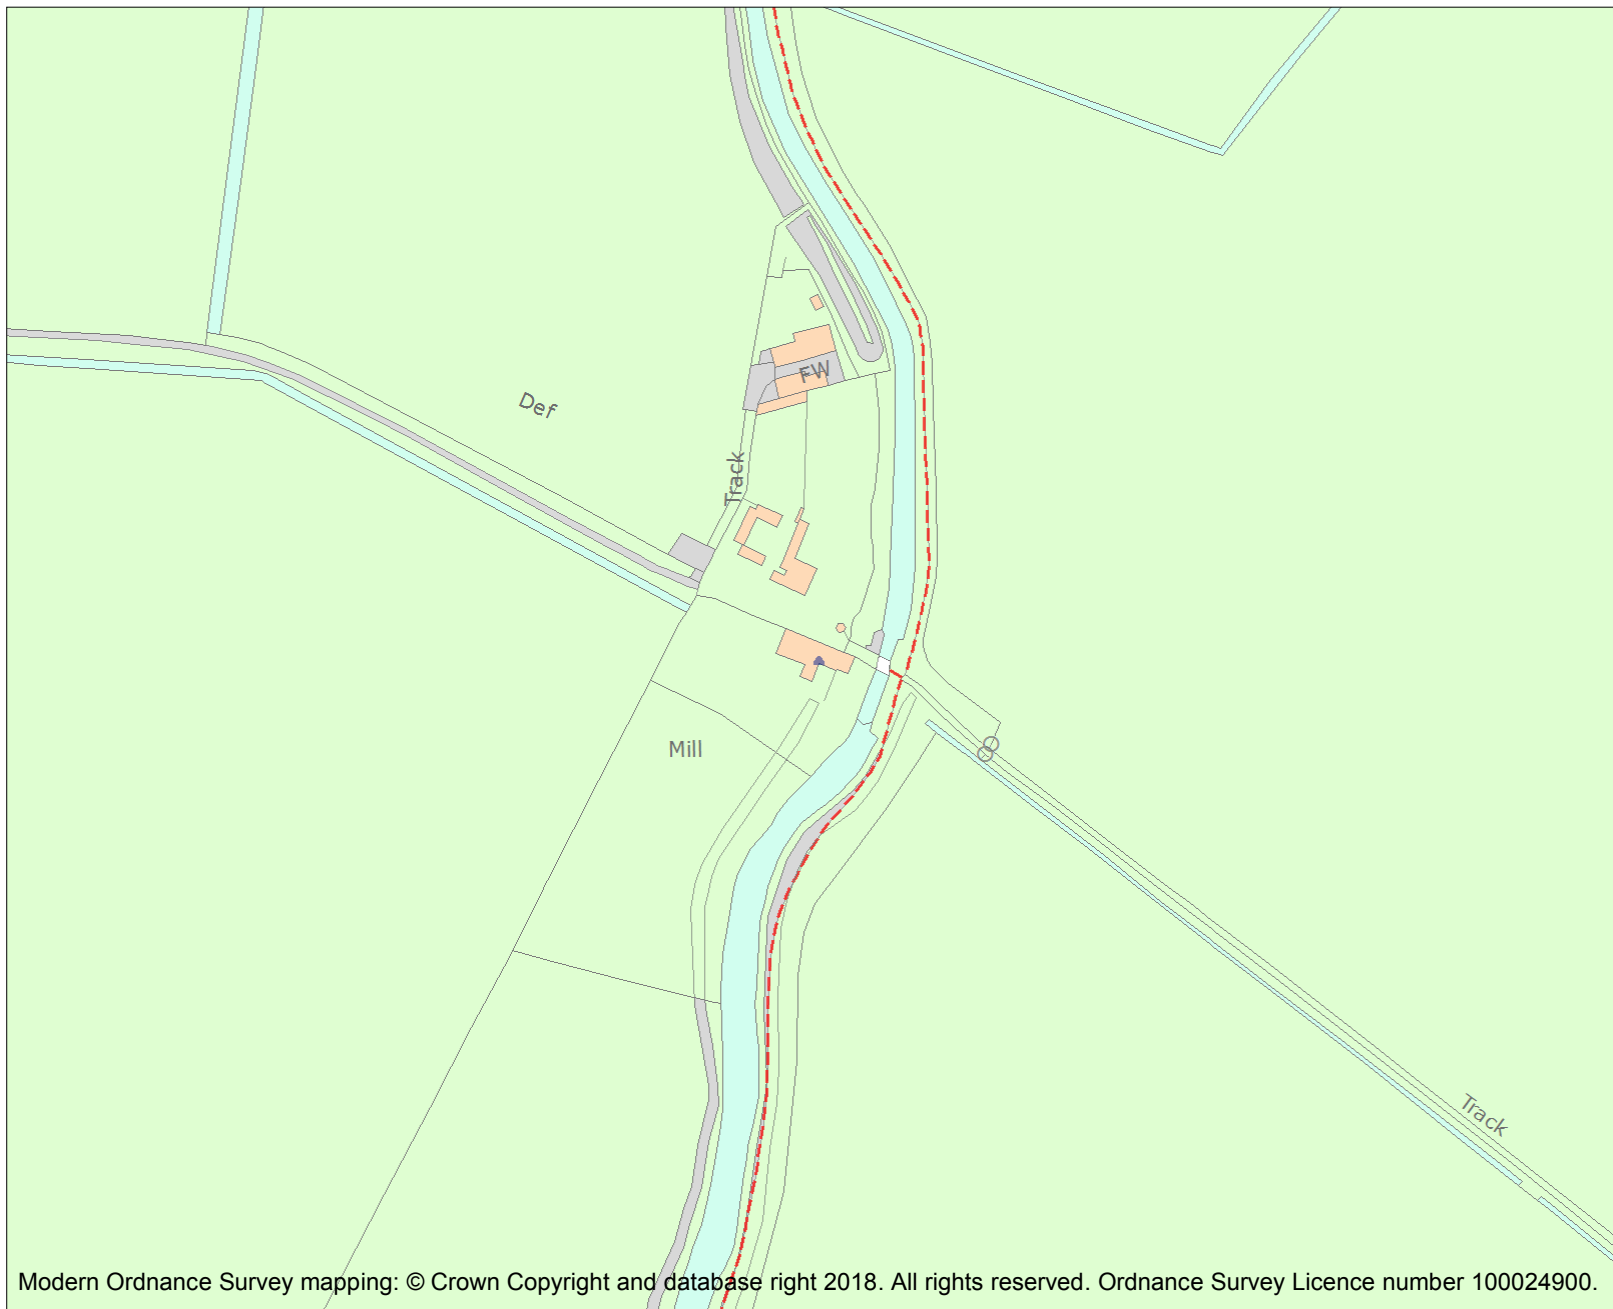 FW
Def
Track
Mill
Track
Modern Ordnance Survey mapping: © Crown Copyright and database right 2018. All rights reserved. Ordnance Survey Licence number 100024900.